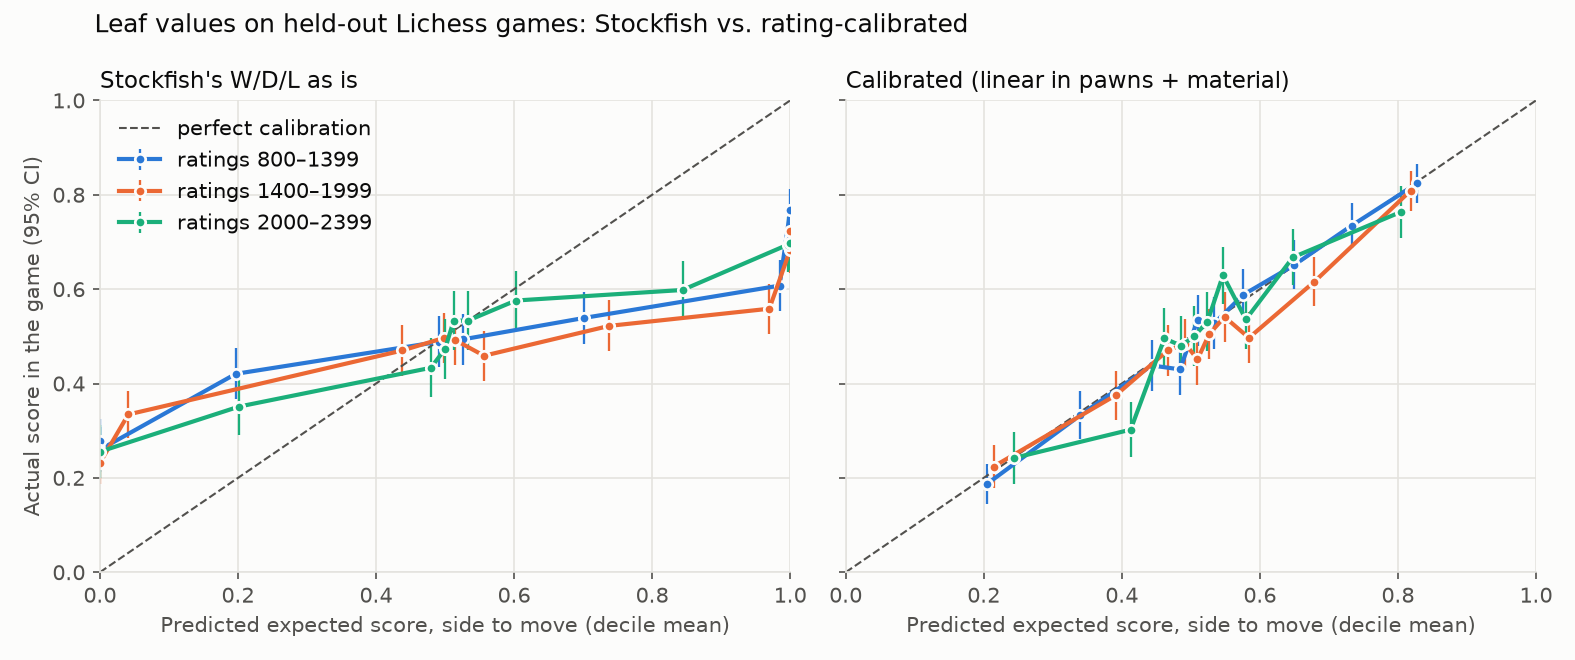 Leaf values on held-out Lichess games: Stockfish vs. rating-calibrated
Stockfish's W/D/L as is
1.0
0.8
0.6
0.4
0.2
0.0
Actual score in the game (95% CI)
perfect calibration
ratings 800–1399
ratings 1400–1999
ratings 2000–2399
0.0 0.2 0.4 0.6 0.8 1.0
Predicted expected score, side to move (decile mean)
Calibrated (linear in pawns + material)
0.0 0.2 0.4 0.6 0.8 1.0
Predicted expected score, side to move (decile mean)